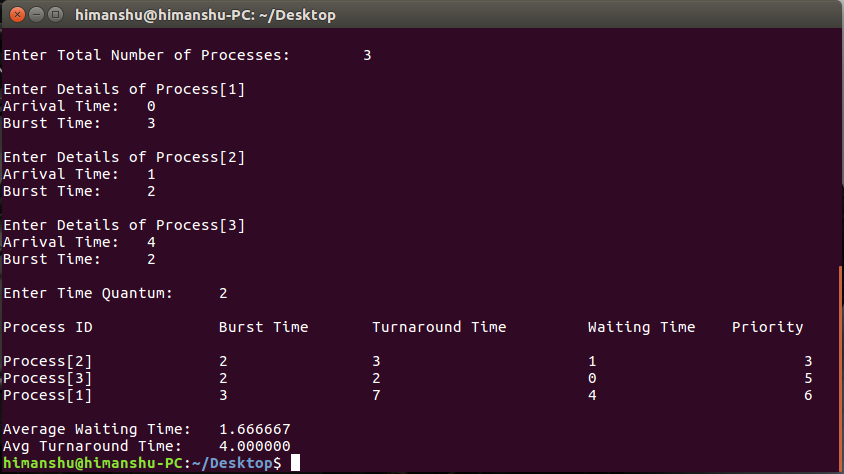 himanshu@himanshu-PC: ~/Desktop
Enter Total Number of Processes: 3
Enter Details of Process[1]
Arrival Time: 0
Burst Time: 3
Enter Details of Process[2]
Arrival Time: 1
Burst Time: 2
Enter Details of Process[3]
Arrival Time: 4
Burst Time: 2
Enter Time Quantum: 2
Process ID Burst Time Turnaround Time Waiting Time Priority
Process[2] 2 3 1 3
Process[3] 2 2 0 5
Process[1] 3 7 4 6
Average Waiting Time: 1.666667
Avg Turnaround Time: 4.000000
himanshu@himanshu-PC:~/Desktop$